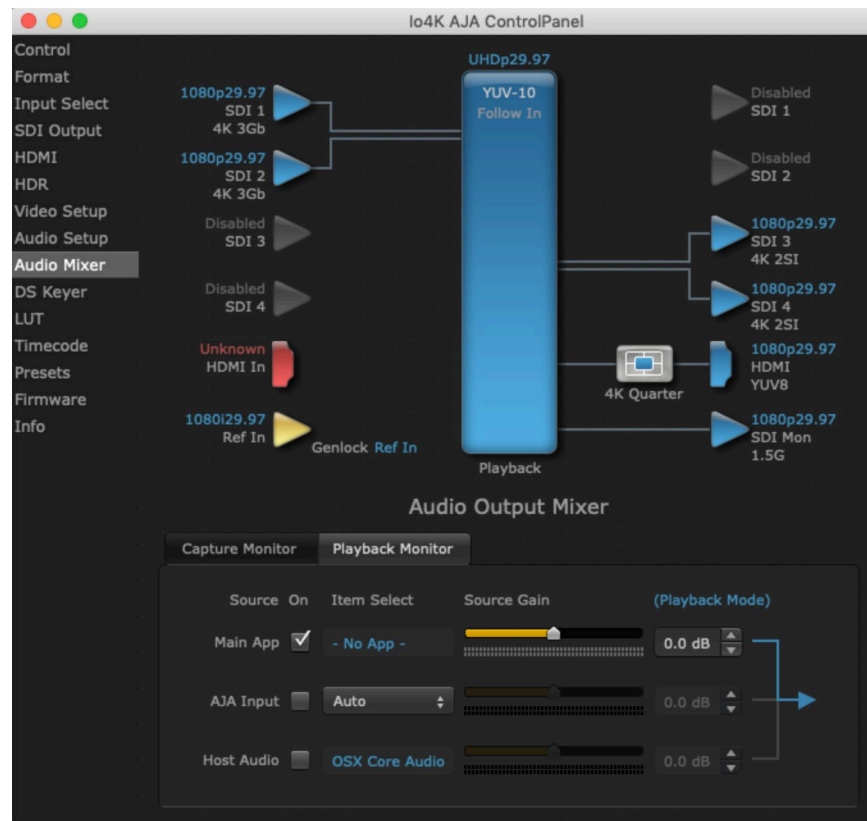 Io4K AJA ControlPanel
Control
Format
Input Select
SDI Output
HDMI
HDR
Video Setup
Audio Setup
Audio Mixer
DS Keyer
LUT
Timecode
Presets
Firmware
Info
1080p29.97
SDI 1
4K 3Gb
1080p29.97
SDI 2
4K 3Gb
Disabled
SDI 3
Disabled
SDI 4
Unknown
HDMI In
1080i29.97
Ref In
Genlock Ref In
UHDp29.97
YUV-10
Follow In
Playback
Disabled
SDI 1
Disabled
SDI 2
1080p29.97
SDI 3
4K 2SI
1080p29.97
SDI 4
4K 2SI
4K Quarter
1080p29.97
HDMI
YUV8
1080p29.97
SDI Mon
1.5G
Audio Output Mixer
Capture Monitor Playback Monitor
Source On Item Select Source Gain (Playback Mode)
Main App - No App - 0.0 dB
AJA Input Auto 0.0 dB
Host Audio OSX Core Audio 0.0 dB